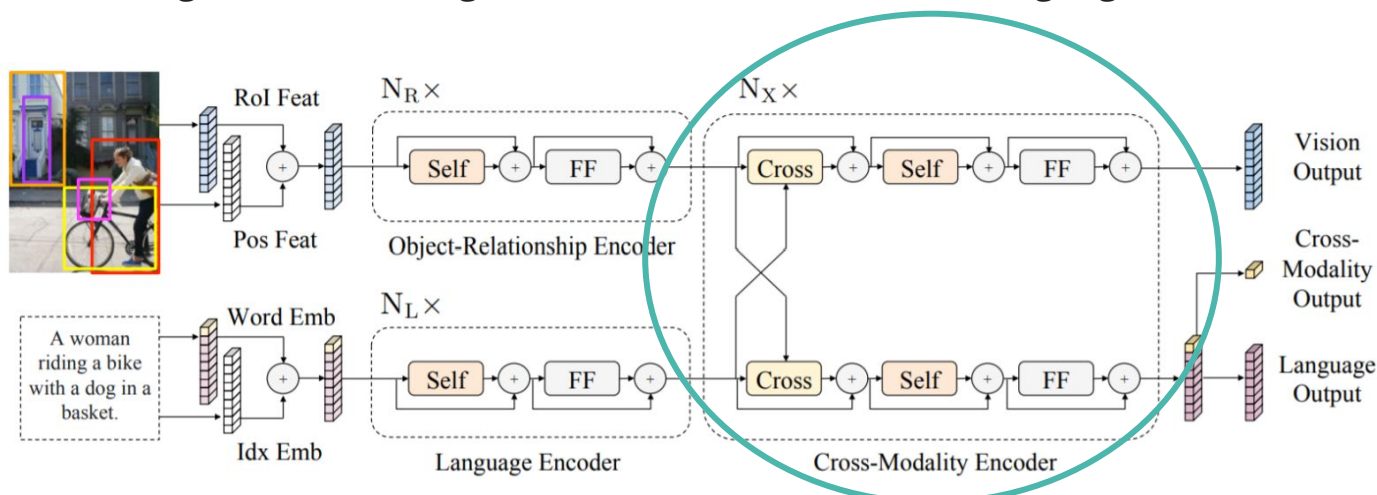 RoI Feat
Pos Feat
N_R ×
Self
+
FF
+
Object-Relationship Encoder
A woman
riding a bike
with a dog in a
basket.
Word Emb
Idx Emb
+
+
N_L ×
Self
+
FF
+
Language Encoder
N_X ×
Cross
+
Self
+
FF
+
Cross
+
Self
+
FF
+
Cross-Modality Encoder
Vision
Output
Cross-
Modality
Output
Language
Output